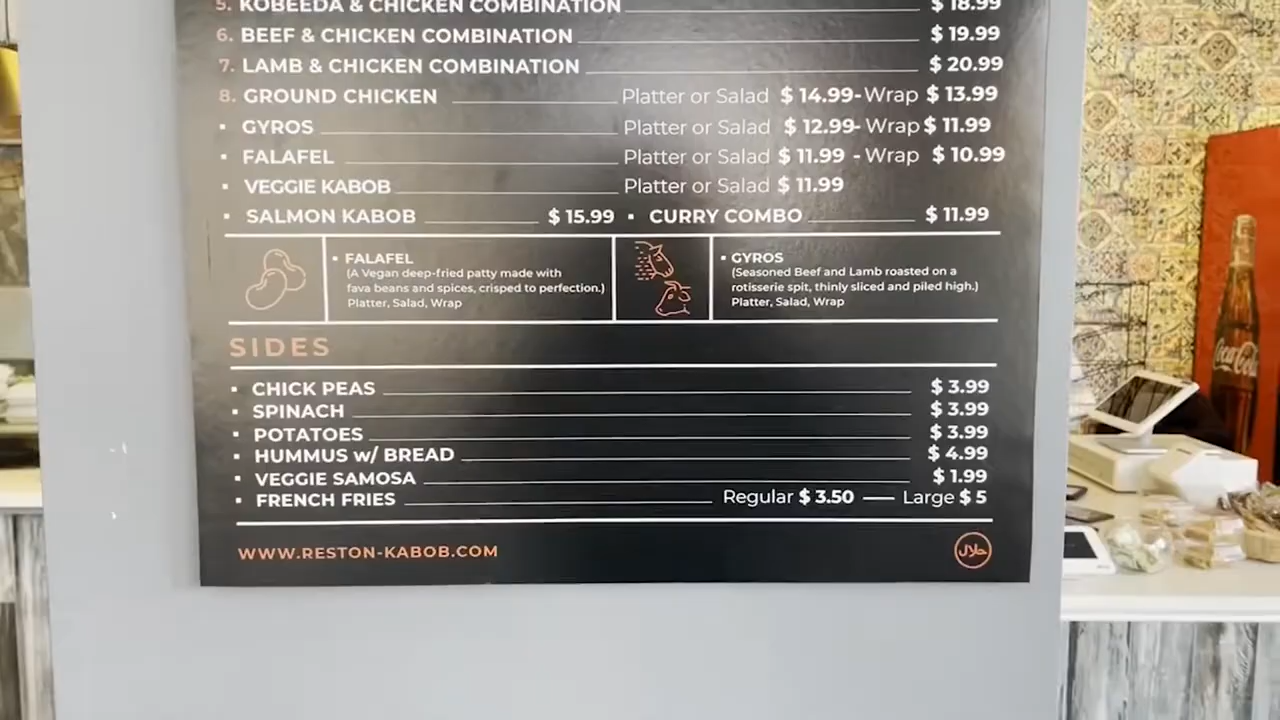 5. KOBEEDA & CHICKEN COMBINATION $ 18.99
6. BEEF & CHICKEN COMBINATION $ 19.99
7. LAMB & CHICKEN COMBINATION $ 20.99
8. GROUND CHICKEN Platter or Salad $ 14.99- Wrap $ 13.99
▪ GYROS Platter or Salad $ 12.99- Wrap $ 11.99
▪ FALAFEL Platter or Salad $ 11.99 - Wrap $ 10.99
▪ VEGGIE KABOB Platter or Salad $ 11.99
▪ SALMON KABOB $ 15.99 ▪ CURRY COMBO $ 11.99
▪ FALAFEL
(A Vegan deep-fried patty made with
fava beans and spices, crisped to perfection.)
Platter, Salad, Wrap
▪ GYROS
(Seasoned Beef and Lamb roasted on a
rotisserie spit, thinly sliced and piled high.)
Platter, Salad, Wrap
SIDES
▪ CHICK PEAS $ 3.99
▪ SPINACH $ 3.99
▪ POTATOES $ 3.99
▪ HUMMUS w/ BREAD $ 4.99
▪ VEGGIE SAMOSA $ 1.99
▪ FRENCH FRIES Regular $ 3.50 — Large $ 5
WWW.RESTON-KABOB.COM
حلال
Coca-Cola